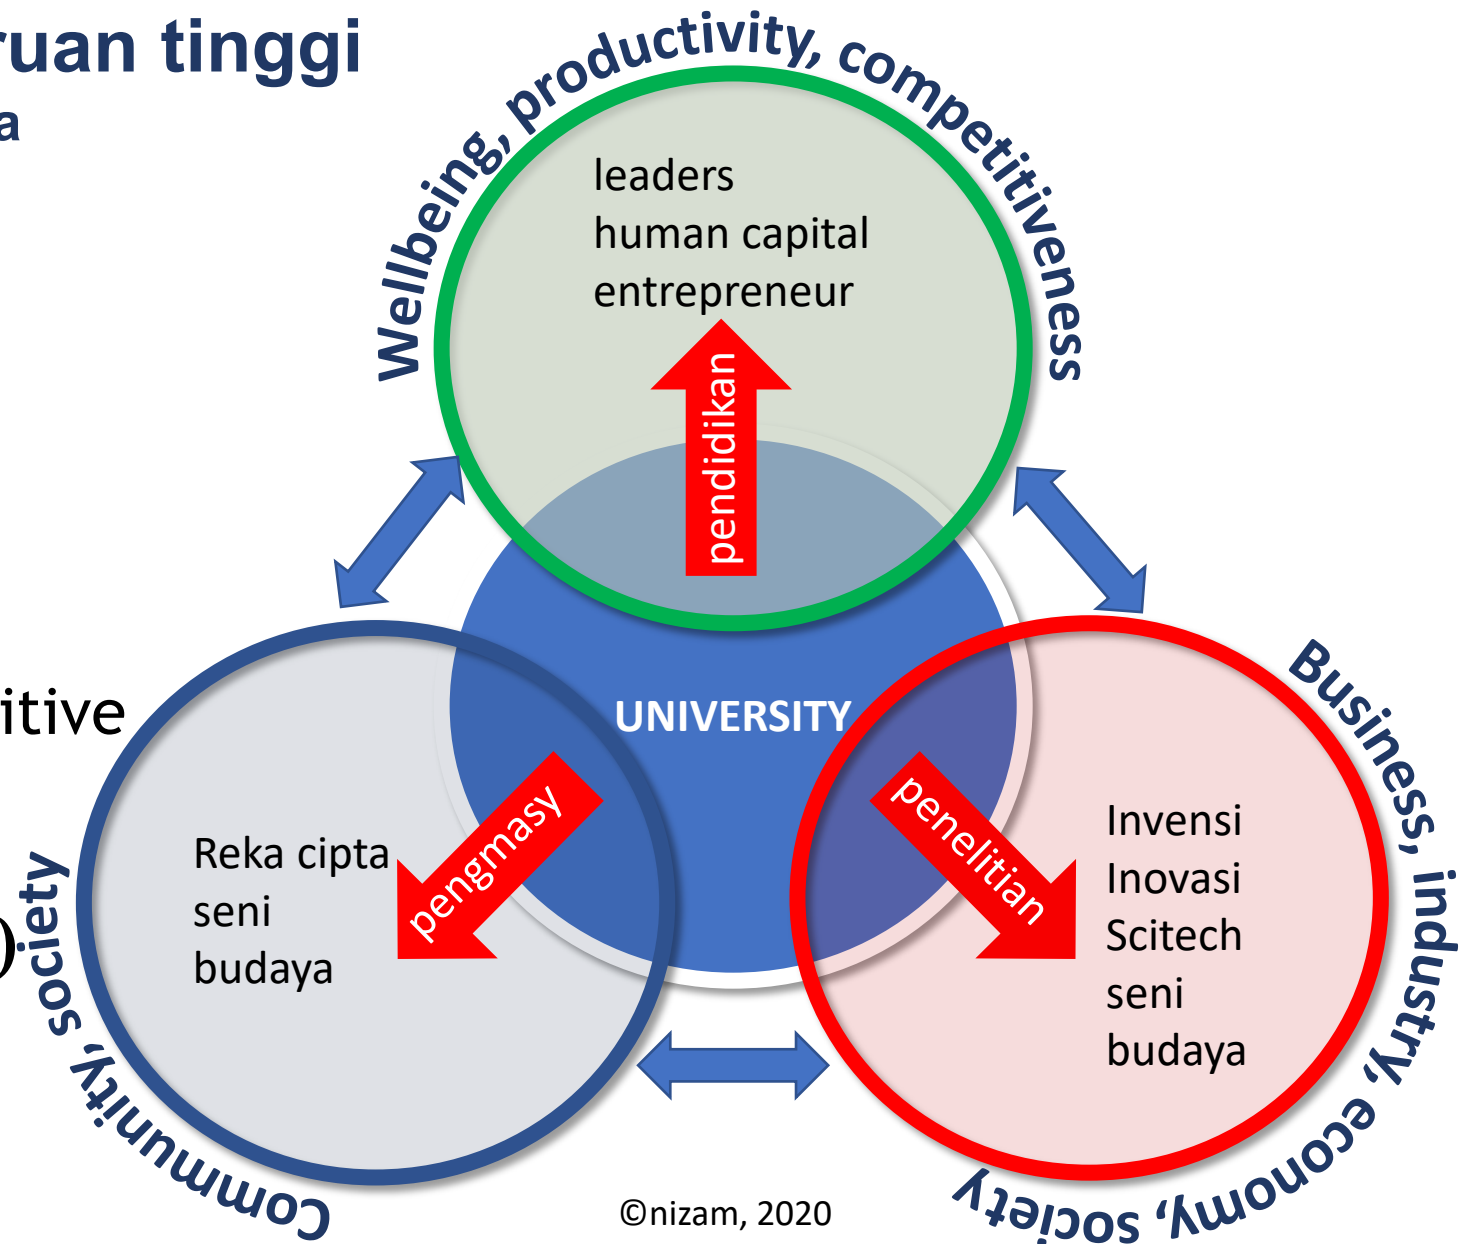 ruan tinggi
a
Wellbeing, productivity, competitiveness
leaders
human capital
entrepreneur
pendidikan
UNIVERSITY
itive
pengmasy
penelitian
Reka cipta
seni
budaya
)
Invensi
Inovasi
Scitech
seni
budaya
Community, society
Business, industry, economy, society
©nizam, 2020